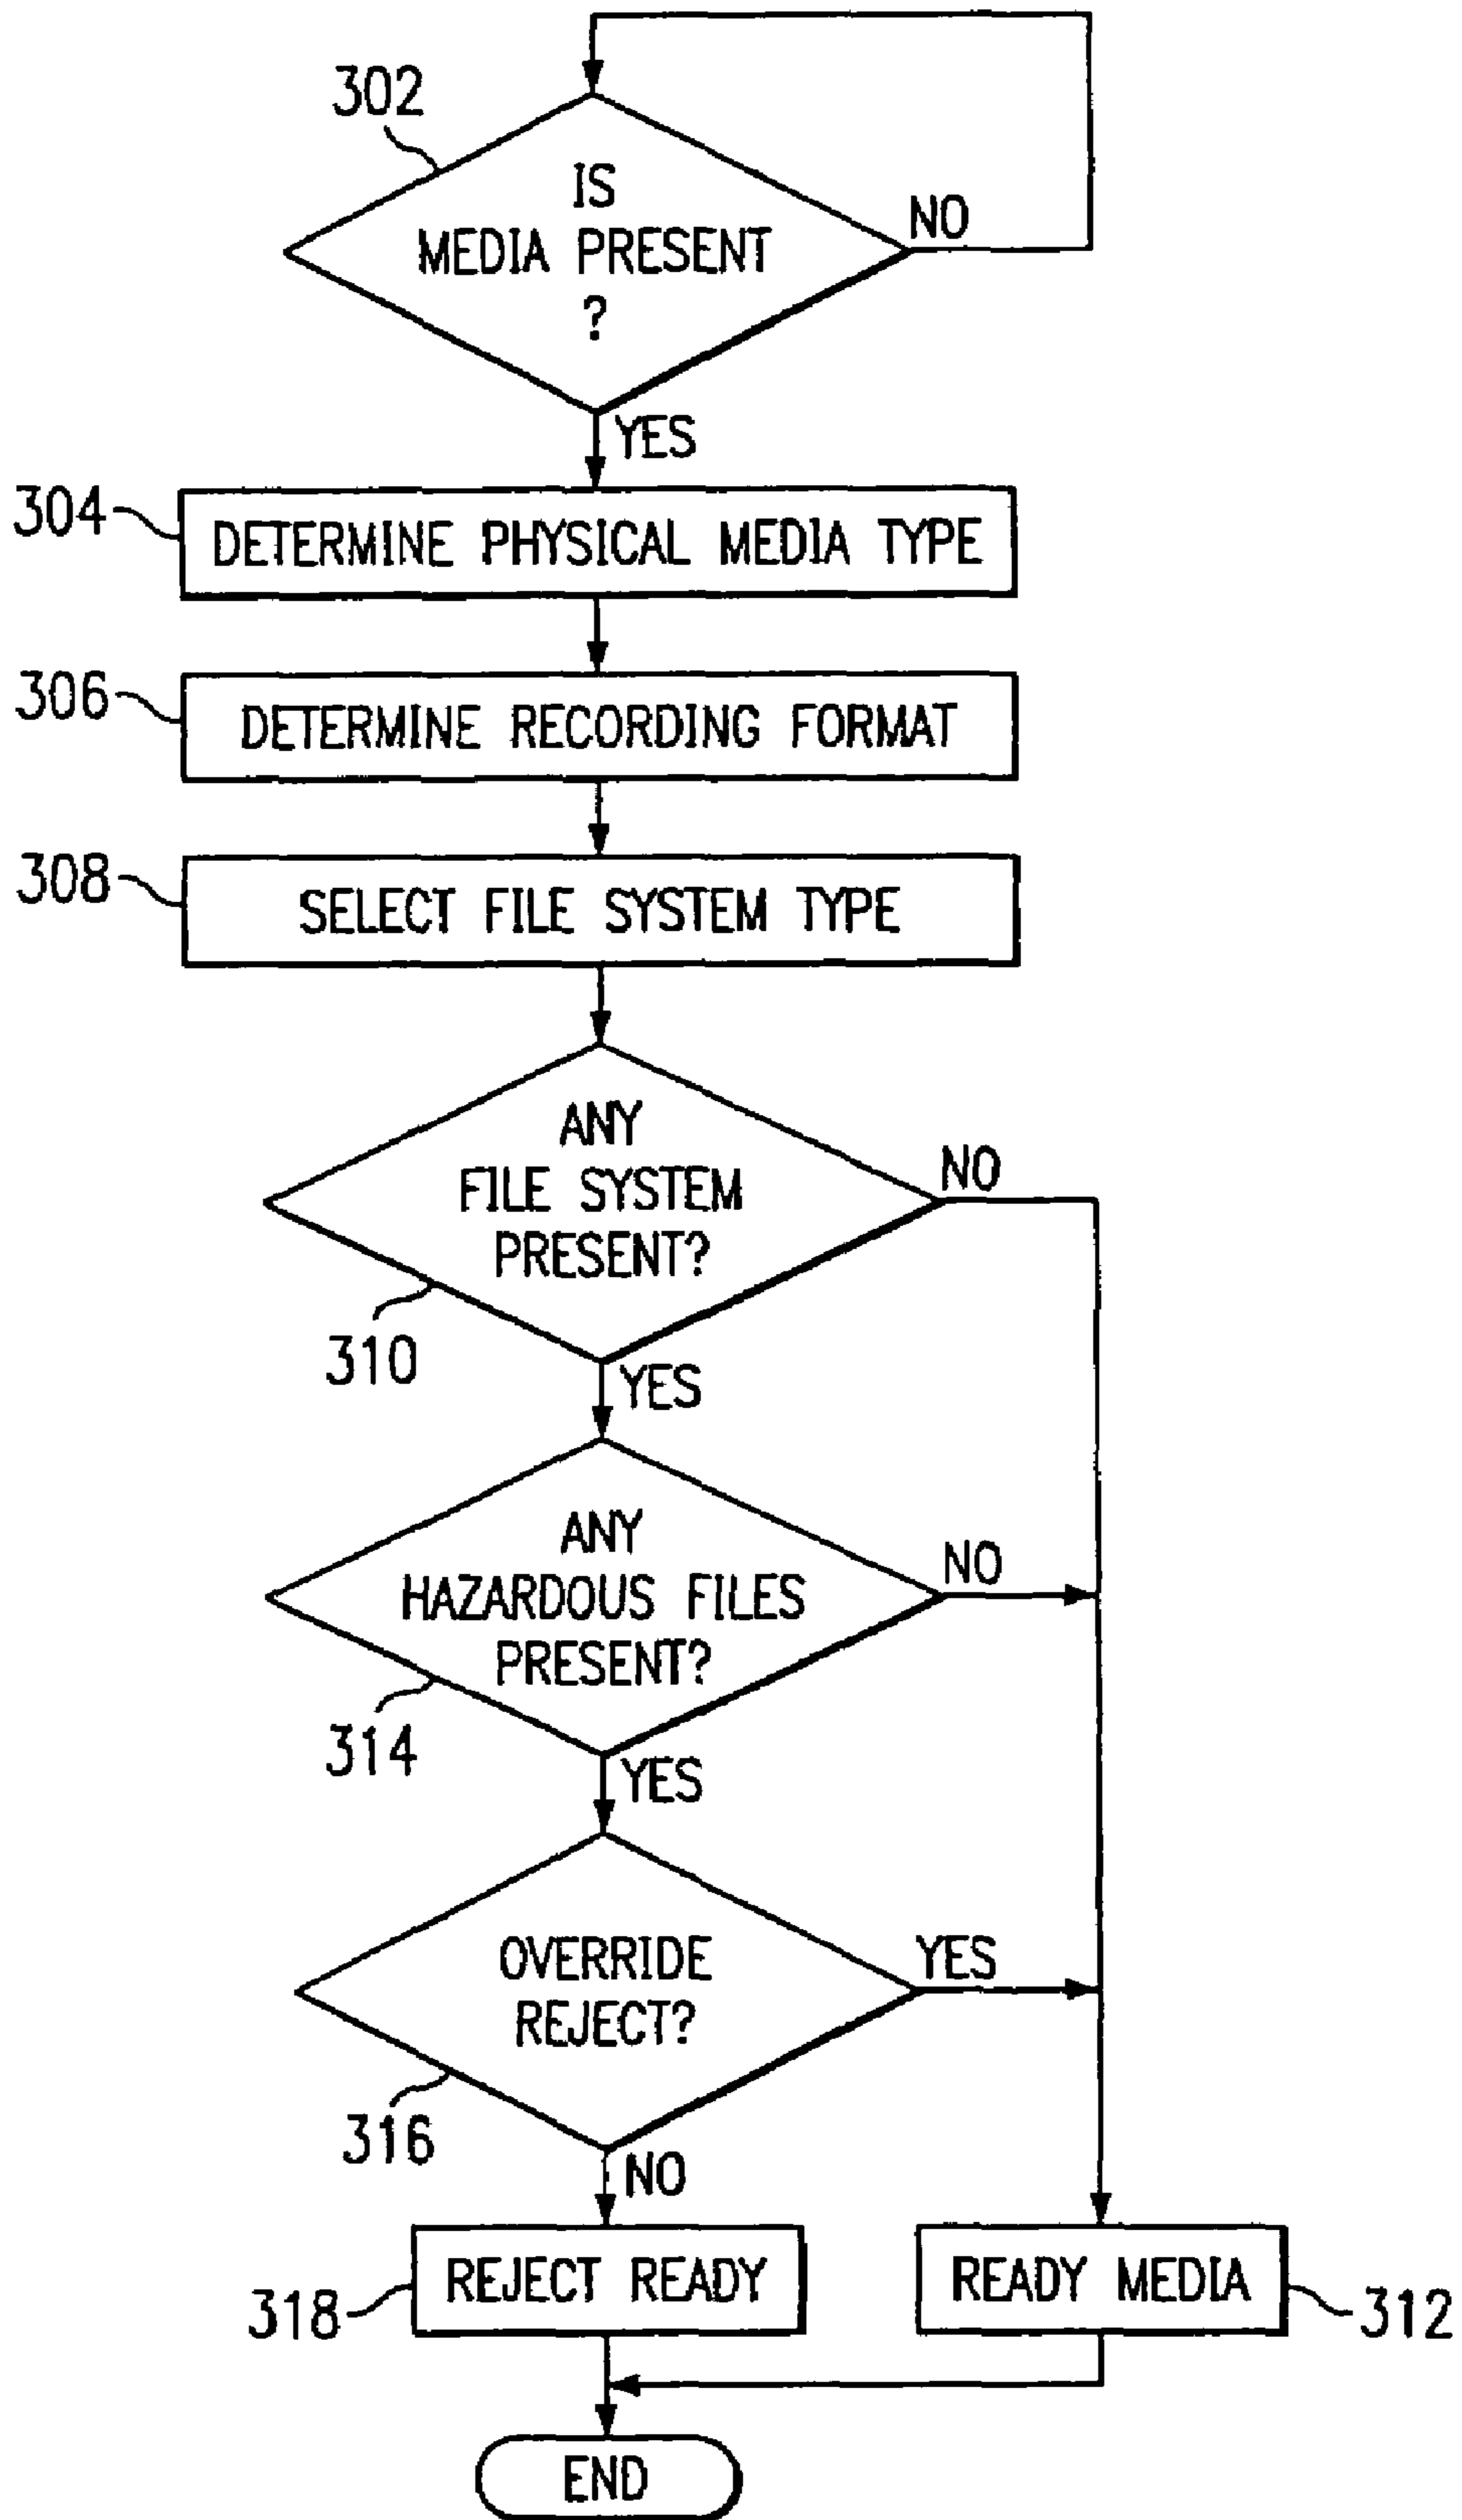 302
IS
MEDIA PRESENT
?
NO
YES
304
DETERMINE PHYSICAL MEDIA TYPE
306
DETERMINE RECORDING FORMAT
308
SELECT FILE SYSTEM TYPE
ANY
FILE SYSTEM
PRESENT?
NO
310
YES
ANY
HAZARDOUS FILES
PRESENT?
NO
314
YES
OVERRIDE
REJECT?
YES
316
NO
REJECT READY
318
READY MEDIA
312
END